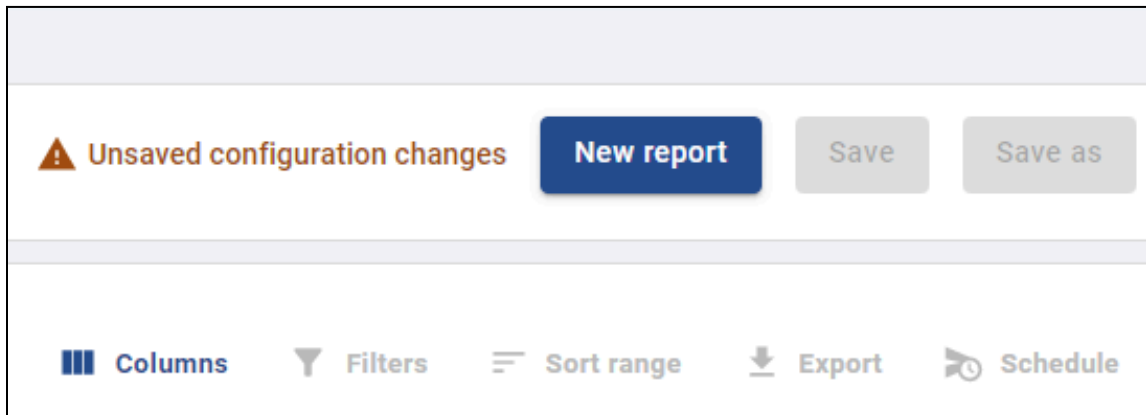 Unsaved configuration changes New report Save Save as
Columns Filters Sort range Export Schedule